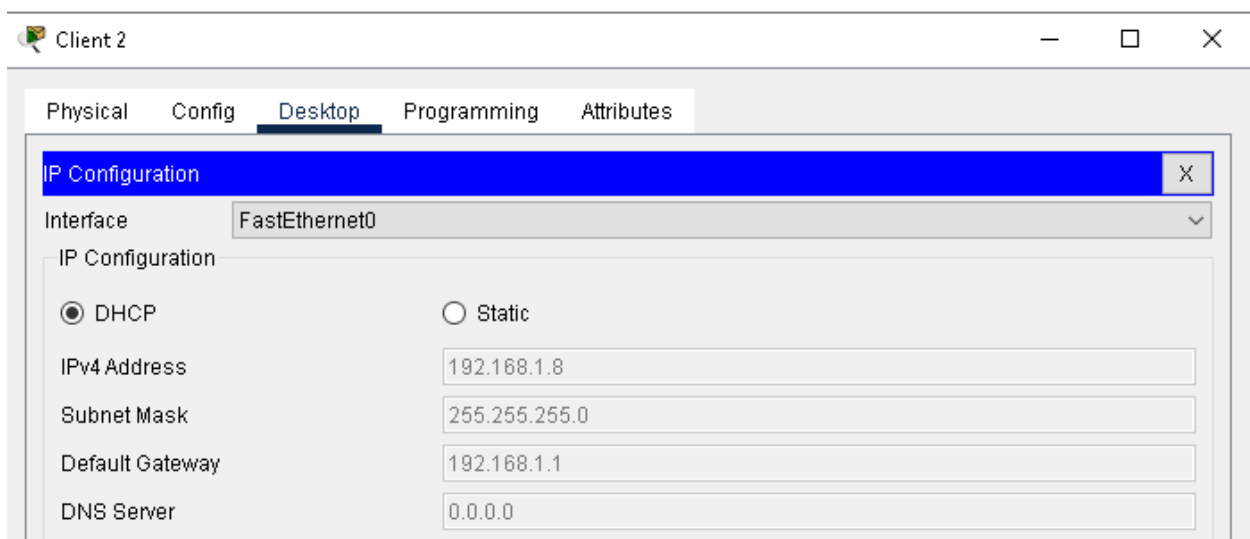 Client 2
Physical Config Desktop Programming Attributes
IP Configuration X
Interface FastEthernet0
IP Configuration
DHCP Static
IPv4 Address 192.168.1.8
Subnet Mask 255.255.255.0
Default Gateway 192.168.1.1
DNS Server 0.0.0.0